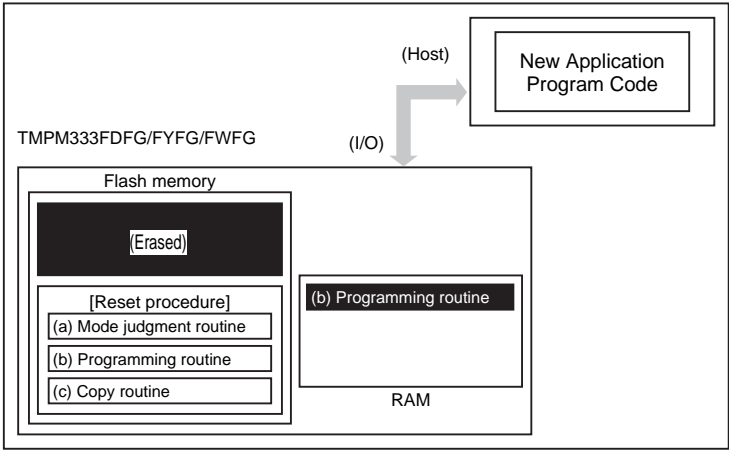 (Host)
New Application
Program Code
TMPM333FDFG/FYFG/FWFG
(I/O)
Flash memory
(Erased)
[Reset procedure]
(a) Mode judgment routine
(b) Programming routine
(c) Copy routine
(b) Programming routine
RAM